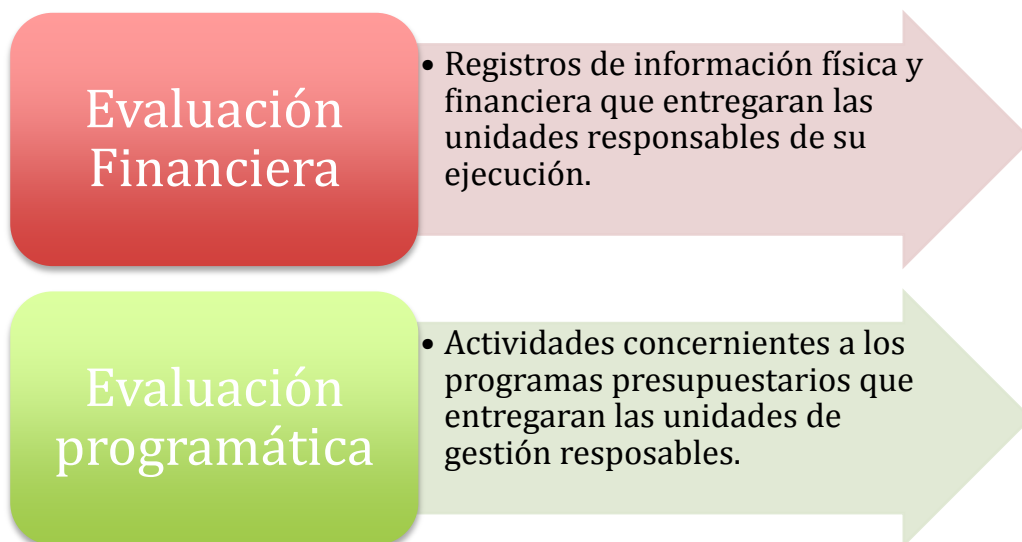 Evaluación
Financiera
• Registros de información física y
financiera que entregaran las
unidades responsables de su
ejecución.
Evaluación
programática
• Actividades concernientes a los
programas presupuestarios que
entregaran las unidades de
gestión resposables.